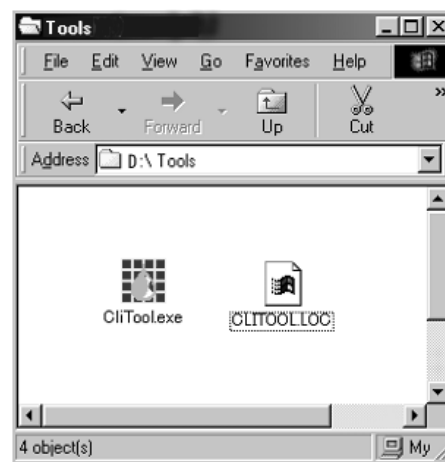 Tools
File Edit View Go Favorites Help
Back Forward Up Cut »
Address D:\ Tools
CliTool.exe CLITOOL.LOC
4 object(s) My